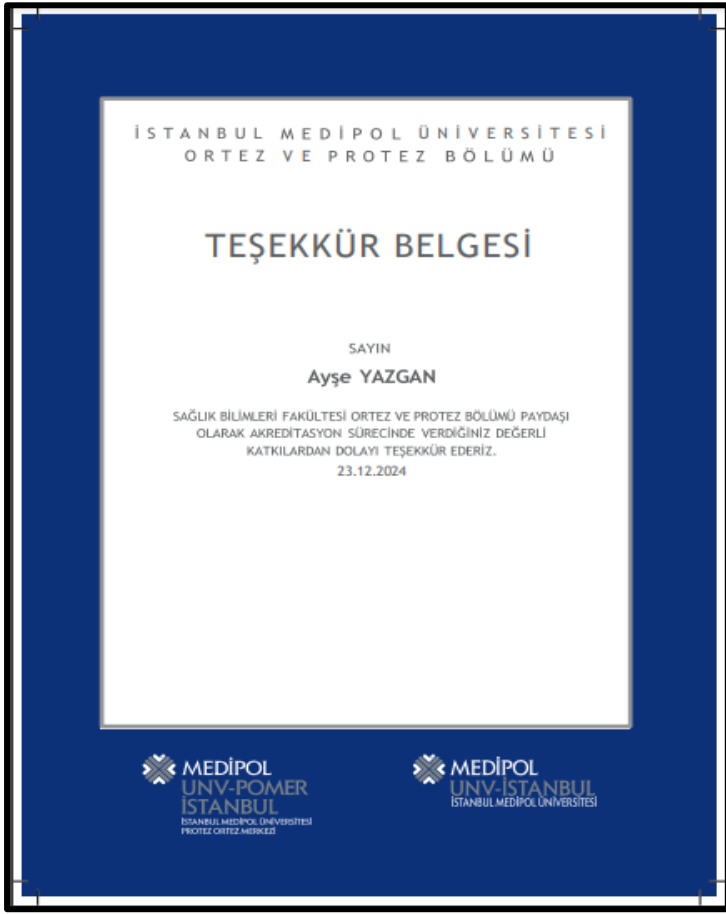 İSTANBUL MEDİPOL ÜNİVERSİTESİ
ORTEZ VE PROTEZ BÖLÜMÜ
TEŞEKKÜR BELGESİ
SAYIN
Ayşe YAZGAN
SAĞLIK BİLİMLERİ FAKÜLTESİ ORTEZ VE PROTEZ BÖLÜMÜ PAYDAŞI
OLARAK AKREDİTASYON SÜRECİNDE VERDİĞİNİZ DEĞERLİ
KATKILARDAN DOLAYI TEŞEKKÜR EDERİZ.
23.12.2024
MEDİPOL
UNV-POMER
İSTANBUL
İSTANBUL MEDİPOL ÜNİVERSİTESİ
PROTEZ ORTEZ MERKEZİ
MEDİPOL
UNV-İSTANBUL
İSTANBUL MEDİPOL ÜNİVERSİTESİ